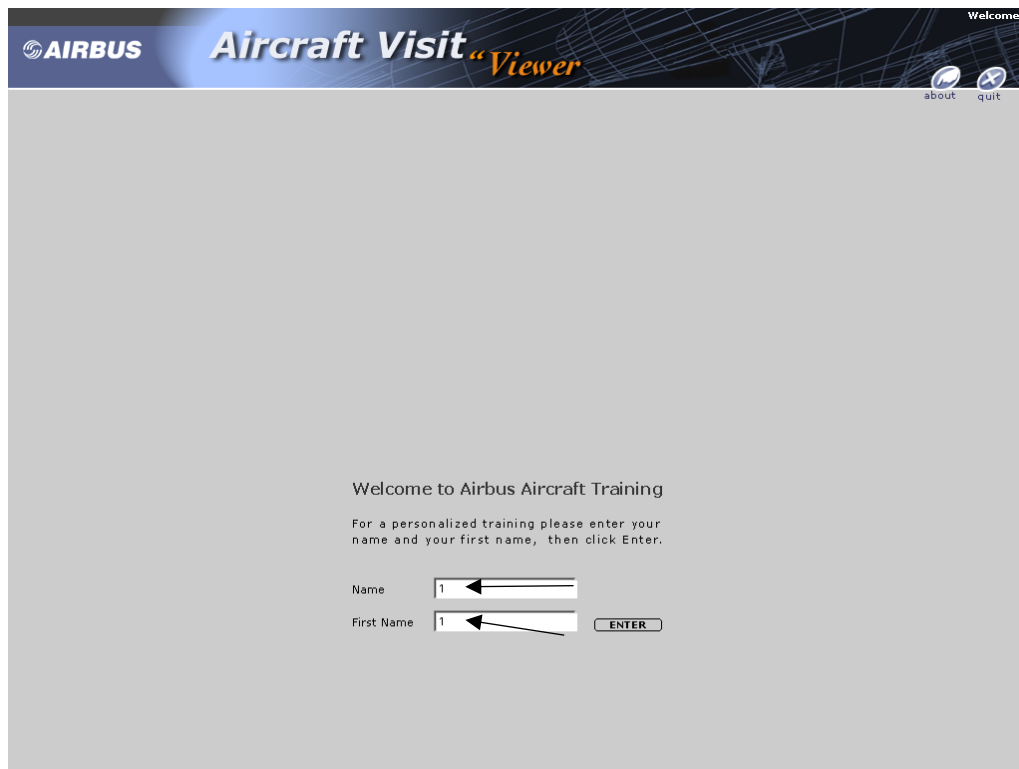 Welcome
AIRBUS
Aircraft Visit “Viewer
about quit
Welcome to Airbus Aircraft Training
For a personalized training please enter your
name and your first name, then click Enter.
Name 1
First Name 1 ENTER